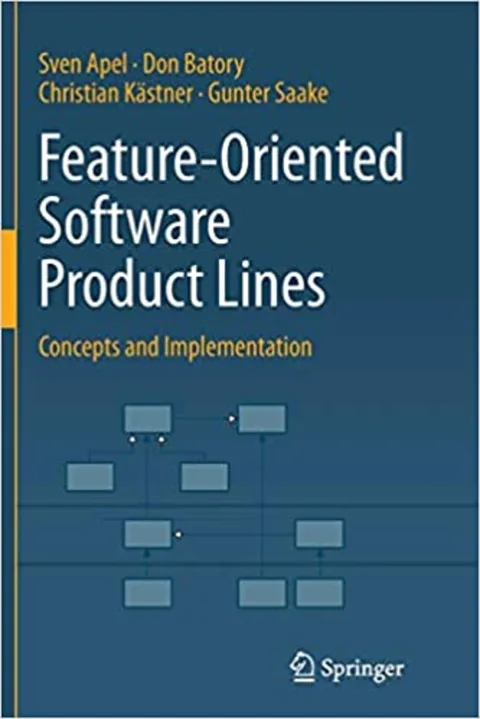 Sven Apel · Don Batory
Christian Kästner · Gunter Saake
Feature-Oriented
Software
Product Lines
Concepts and Implementation
Springer